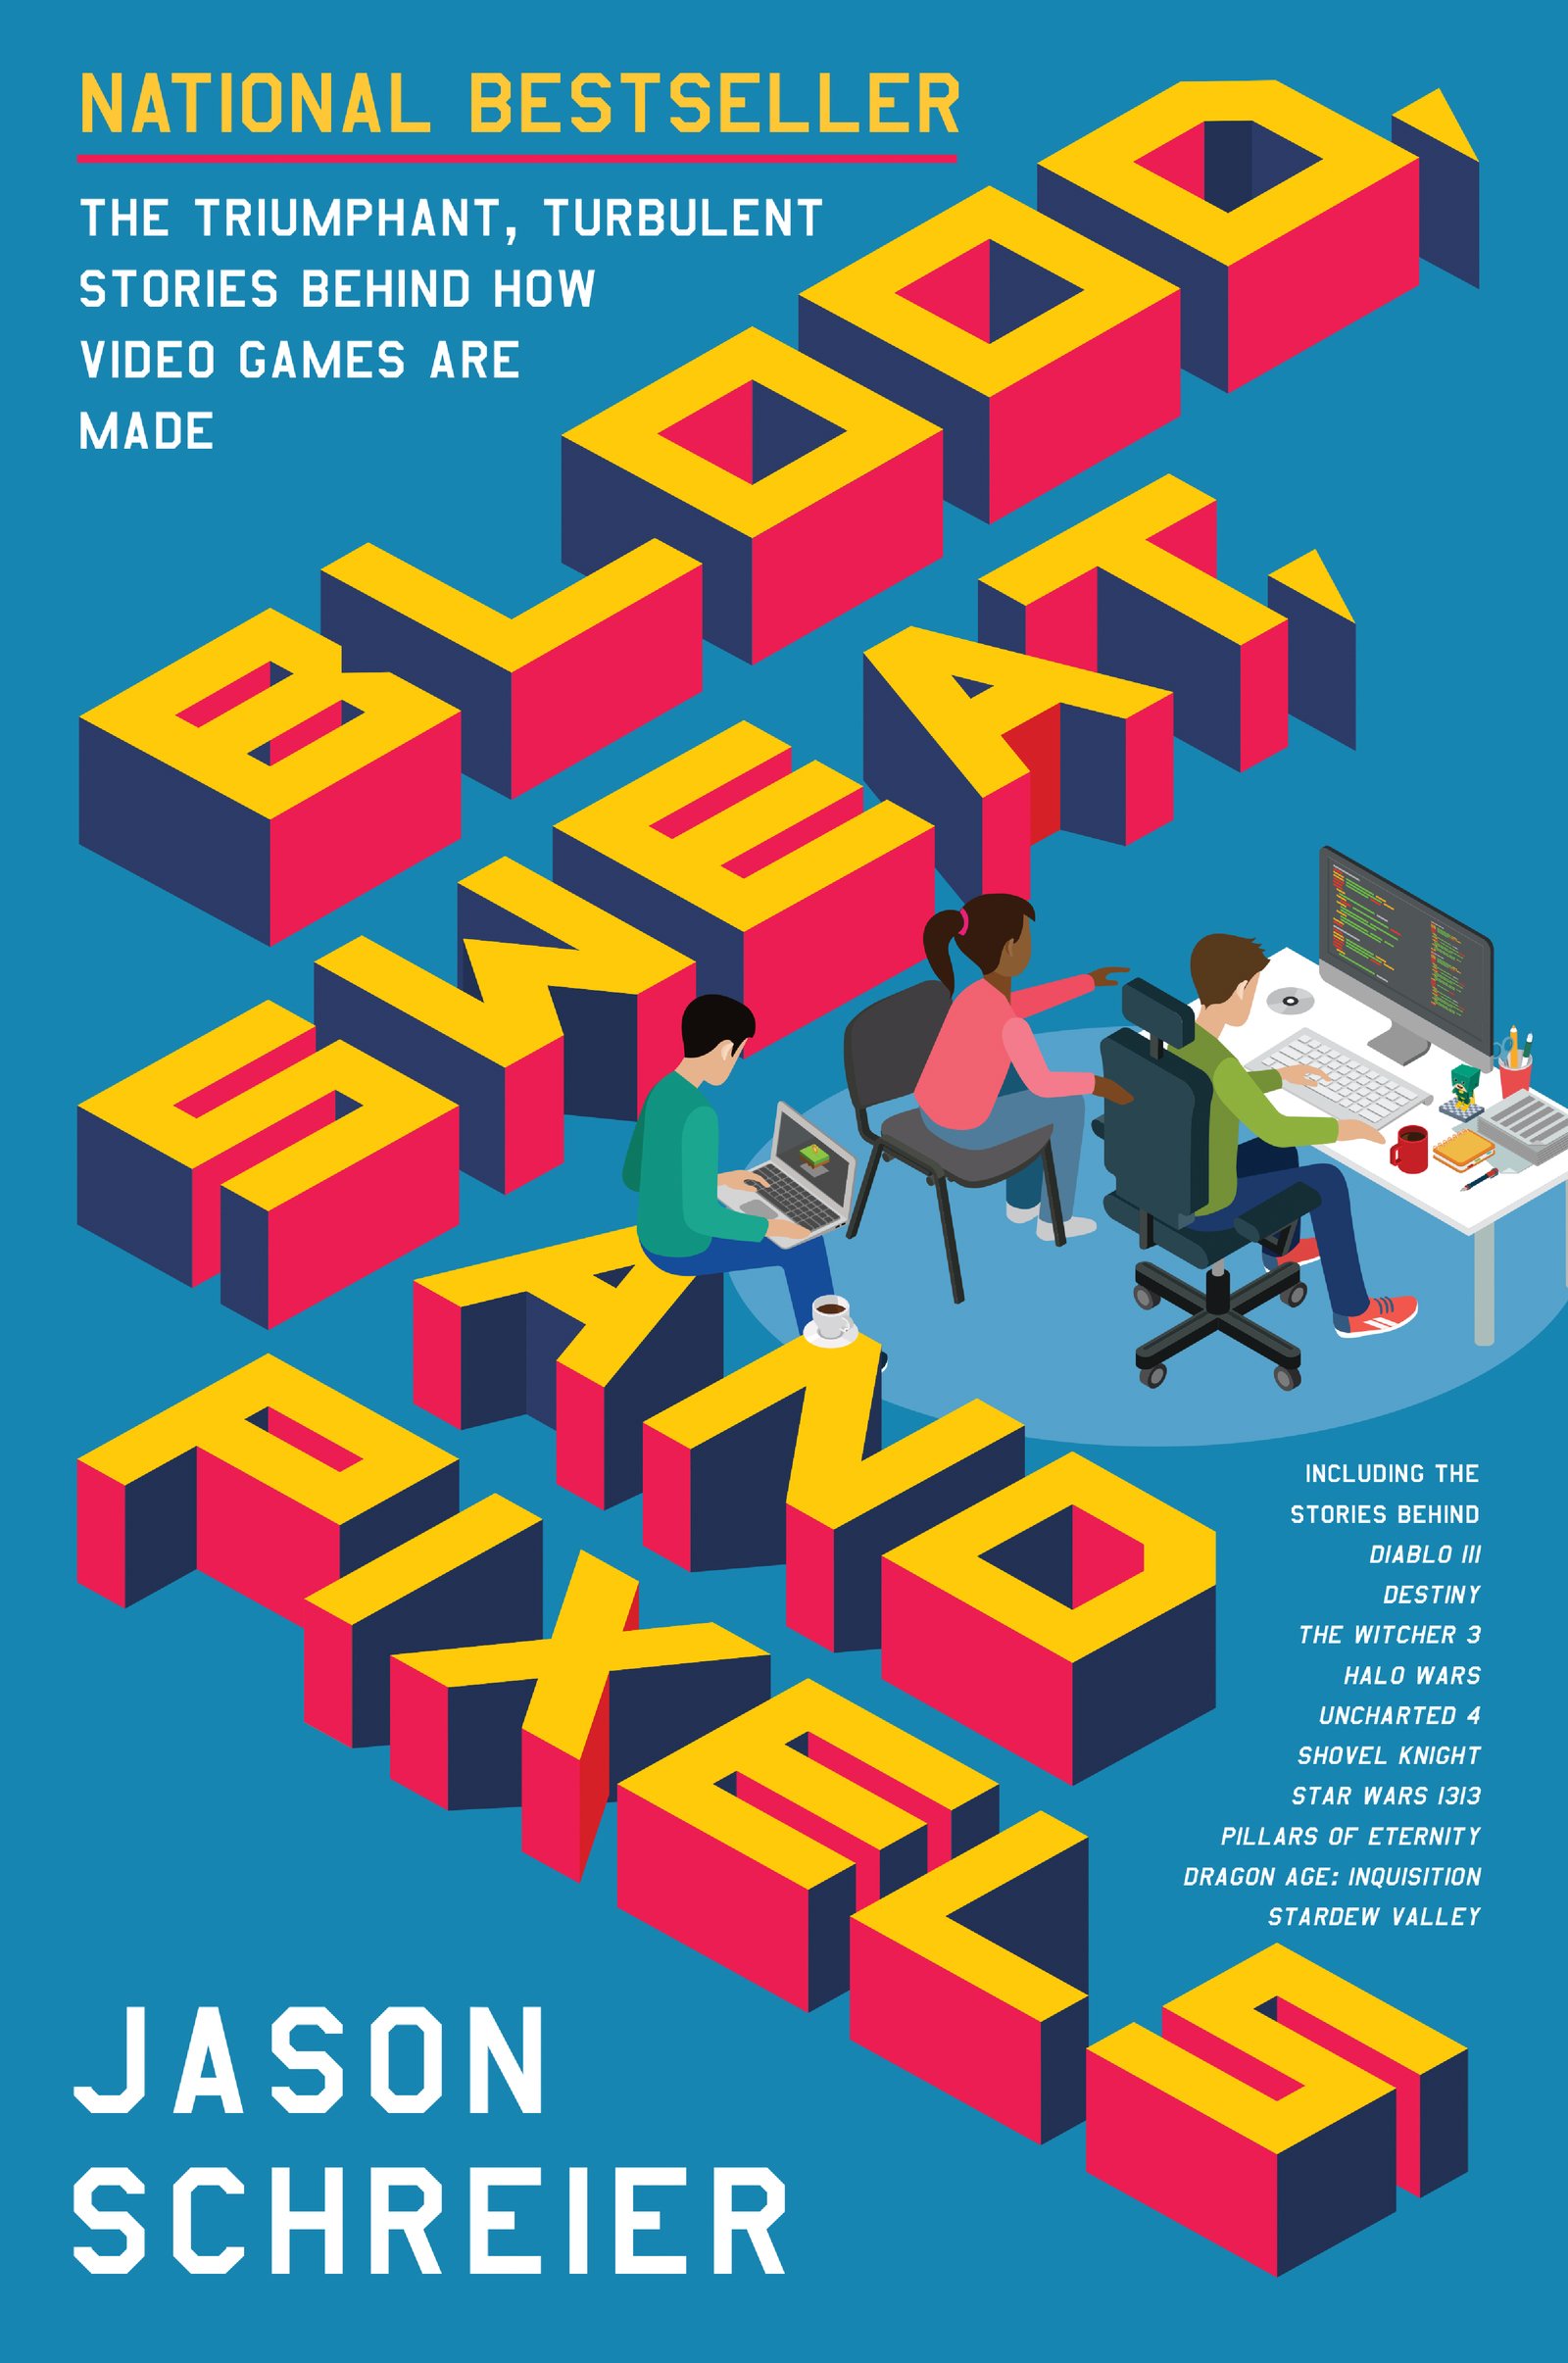 NATIONAL BESTSELLER
THE TRIUMPHANT, TURBULENT
STORIES BEHIND HOW
VIDEO GAMES ARE
MADE
BLOOD,
SWEAT,
AND
PIXELS
INCLUDING THE
STORIES BEHIND
DIABLO III
DESTINY
THE WITCHER 3
HALO WARS
UNCHARTED 4
SHOVEL KNIGHT
STAR WARS 1313
PILLARS OF ETERNITY
DRAGON AGE: INQUISITION
STARDEW VALLEY
JASON
SCHREIER